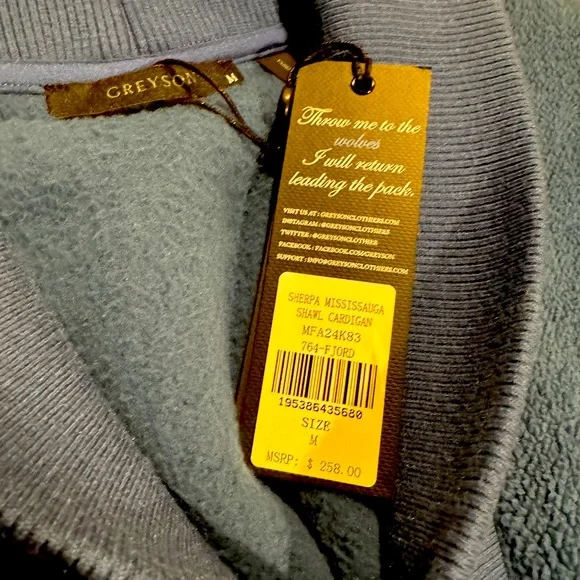 GREYSON
M
Throw me to the
wolves
I will return
leading the pack.
VISIT US AT : GREYSONCLOTHIERS.COM
INSTAGRAM : @GREYSONCLOTHIERS
TWITTER : @GREYSONCLOTHIER
FACEBOOK : FACEBOOK.COM/GREYSON
SUPPORT : INFO@GREYSONCLOTHIERS.COM
SHERPA MISSISSAUGA
SHAWL CARDIGAN
MFA24K83
764-FJORD
195386435680
SIZE
M
MSRP: $ 258.00